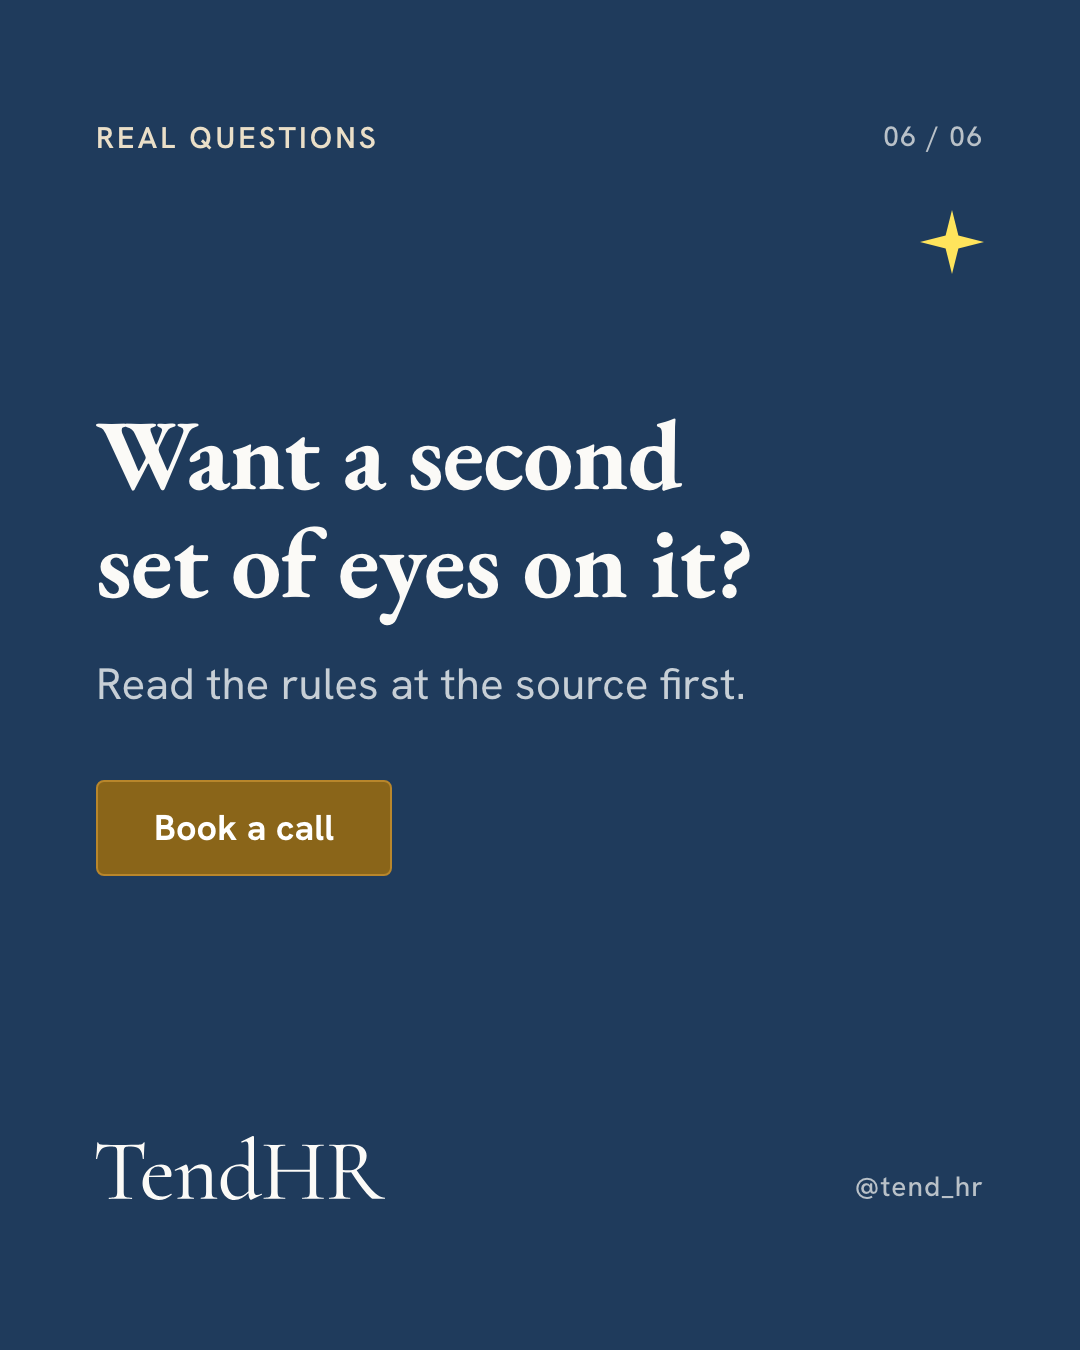 REAL QUESTIONS
06 / 06
Want a second
set of eyes on it?
Read the rules at the source first.
Book a call
TendHR
@tend_hr